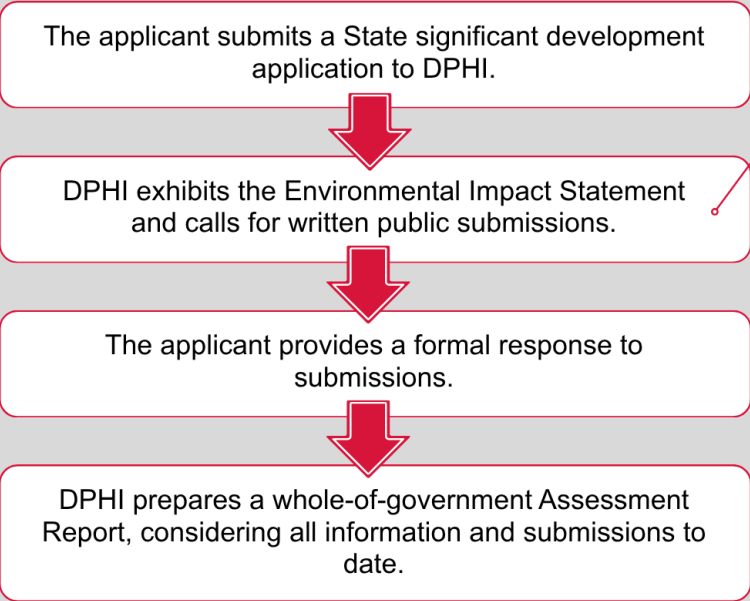 The applicant submits a State significant development
application to DPHI.
DPHI exhibits the Environmental Impact Statement
and calls for written public submissions.
The applicant provides a formal response to
submissions.
DPHI prepares a whole-of-government Assessment
Report, considering all information and submissions to
date.